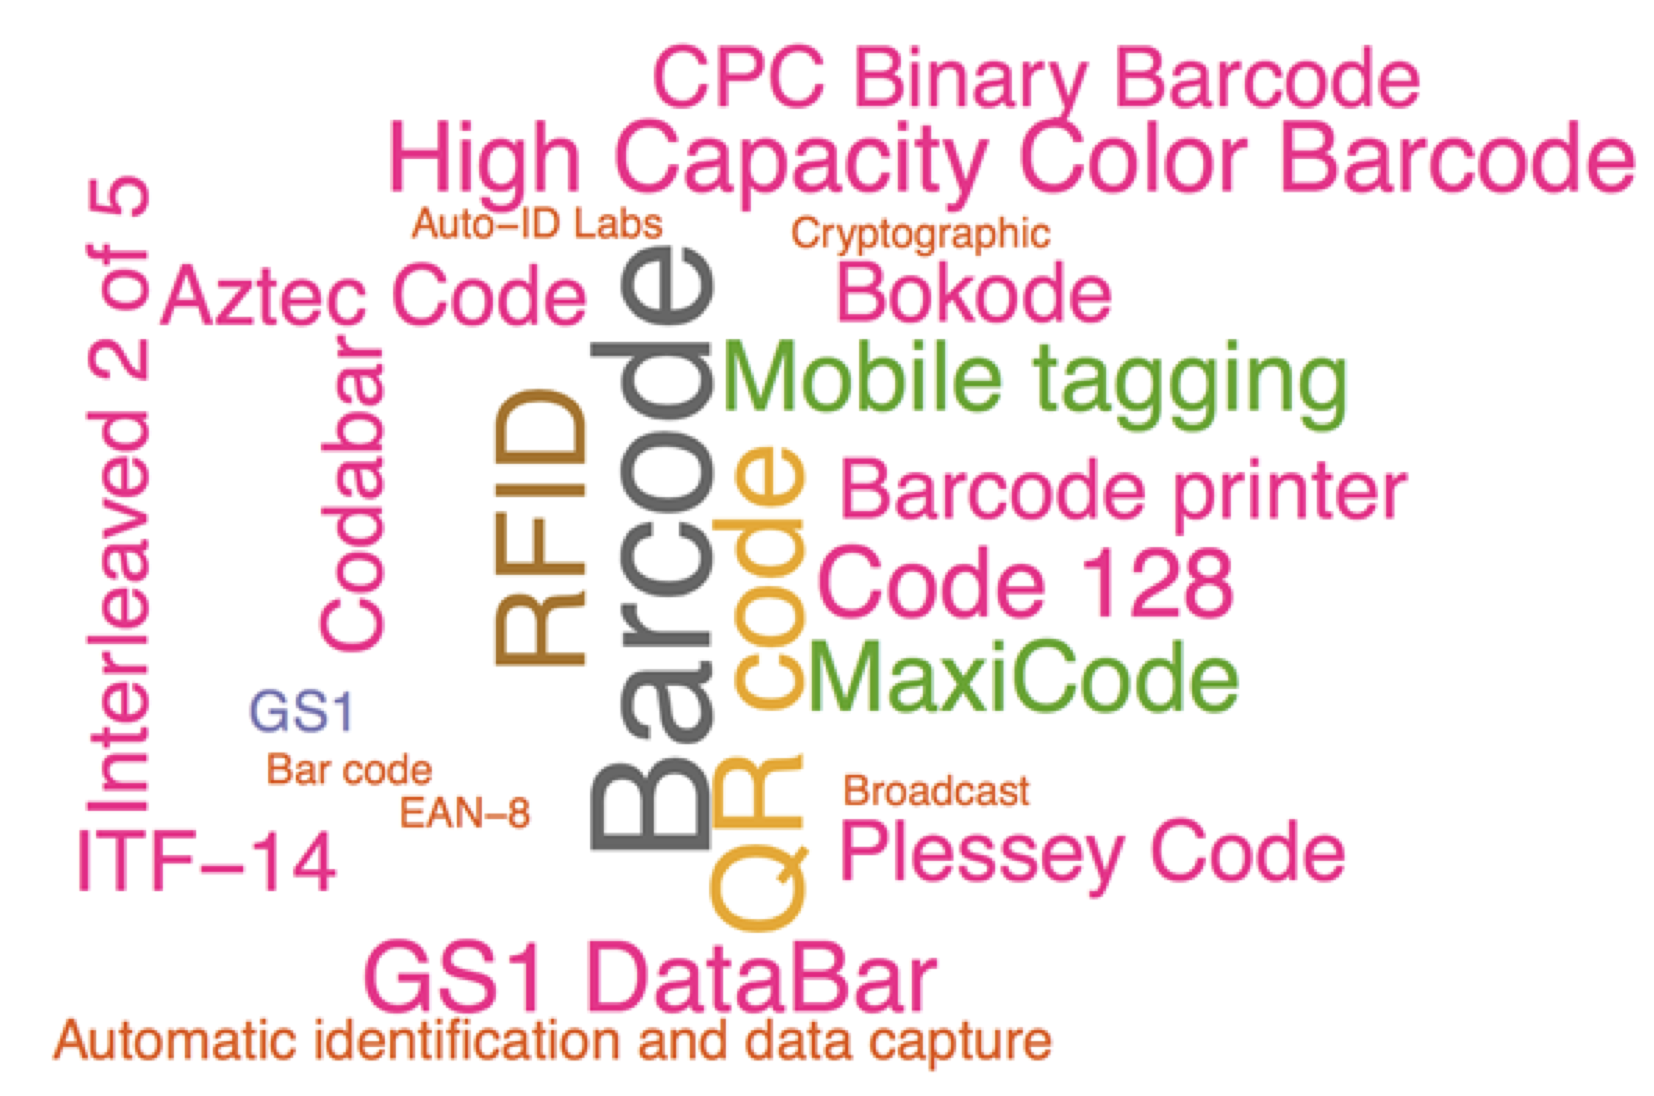 CPC Binary Barcode
High Capacity Color Barcode
Auto–ID Labs
Cryptographic
Interleaved 2 of 5
Aztec Code
Bokode
Codabar
RFID
Barcode
Mobile tagging
QR code
Barcode printer
Code 128
MaxiCode
GS1
Bar code
EAN–8
Broadcast
ITF–14
Plessey Code
GS1 DataBar
Automatic identification and data capture